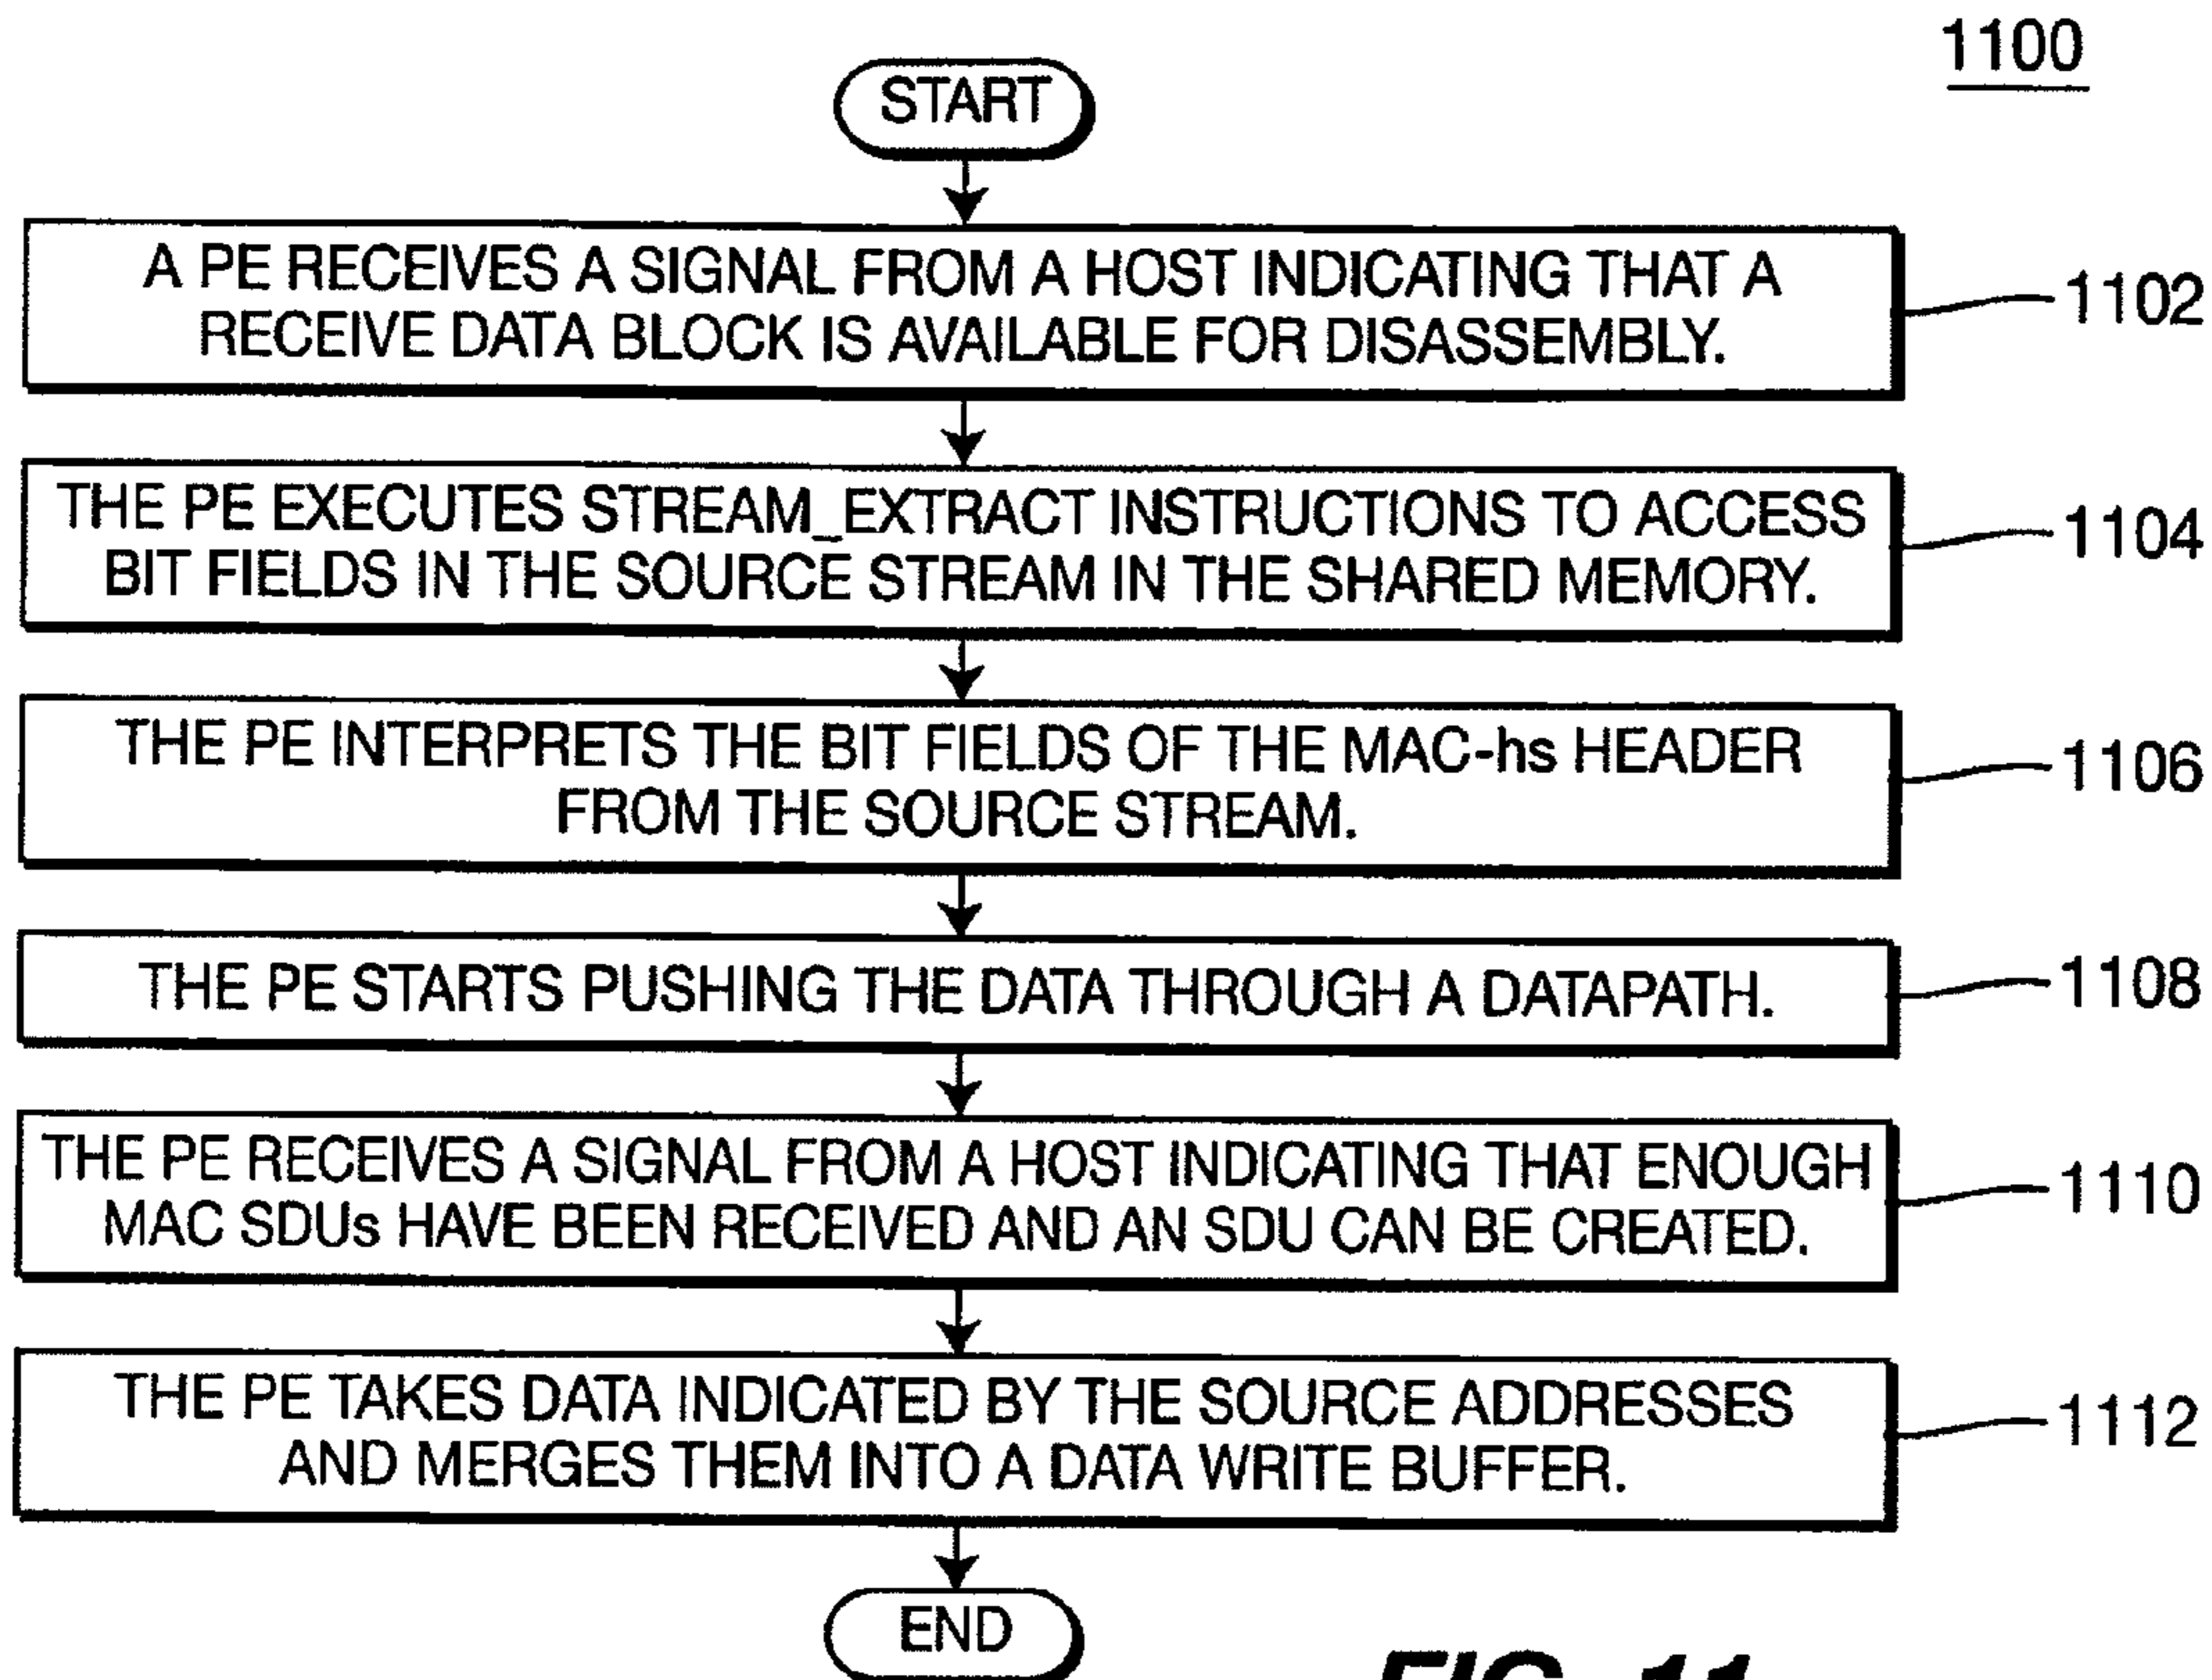 1100
START
A PE RECEIVES A SIGNAL FROM A HOST INDICATING THAT A
RECEIVE DATA BLOCK IS AVAILABLE FOR DISASSEMBLY.
1102
THE PE EXECUTES STREAM_EXTRACT INSTRUCTIONS TO ACCESS
BIT FIELDS IN THE SOURCE STREAM IN THE SHARED MEMORY.
1104
THE PE INTERPRETS THE BIT FIELDS OF THE MAC-hs HEADER
FROM THE SOURCE STREAM.
1106
THE PE STARTS PUSHING THE DATA THROUGH A DATAPATH.
1108
THE PE RECEIVES A SIGNAL FROM A HOST INDICATING THAT ENOUGH
MAC SDUs HAVE BEEN RECEIVED AND AN SDU CAN BE CREATED.
1110
THE PE TAKES DATA INDICATED BY THE SOURCE ADDRESSES
AND MERGES THEM INTO A DATA WRITE BUFFER.
1112
END
FIG. 11